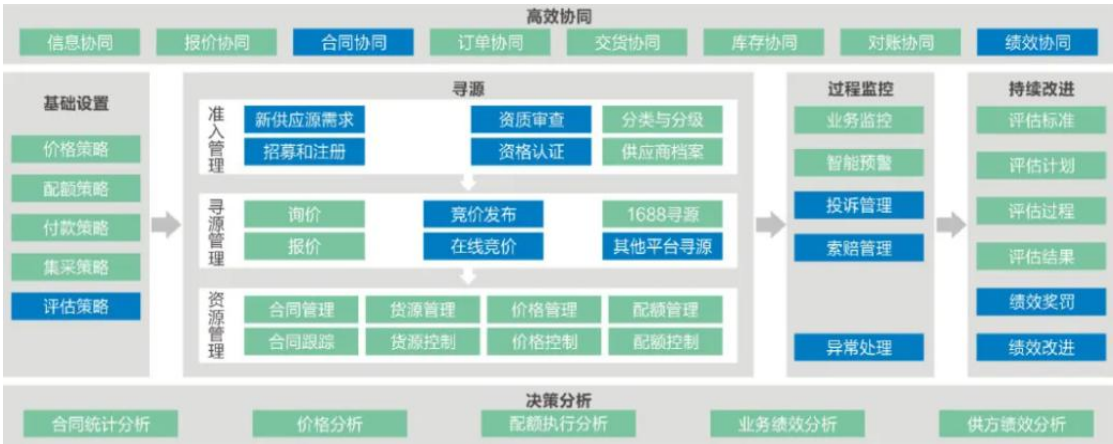 高效协同
信息协同 报价协同 合同协同 订单协同 交货协同 库存协同 对账协同 绩效协同
基础设置
价格策略
配额策略
付款策略
集采策略
评估策略
寻源
准入管理
新供应源需求 资质审查 分类与分级
招募和注册 资格认证 供应商档案
寻源管理
询价 竞价发布 1688寻源
报价 在线竞价 其他平台寻源
资源管理
合同管理 货源管理 价格管理 配额管理
合同跟踪 货源控制 价格控制 配额控制
过程监控
业务监控
智能预警
投诉管理
索赔管理
异常处理
持续改进
评估标准
评估计划
评估过程
评估结果
绩效奖罚
绩效改进
决策分析
合同统计分析 价格分析 配额执行分析 业务绩效分析 供方绩效分析